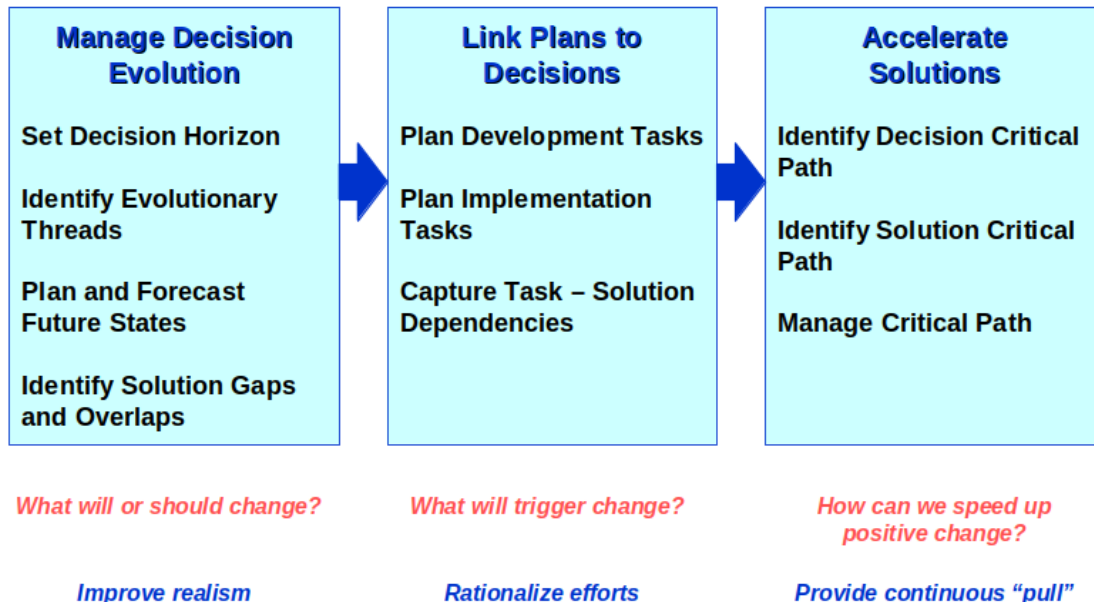 Manage Decision
Evolution
Set Decision Horizon
Identify Evolutionary
Threads
Plan and Forecast
Future States
Identify Solution Gaps
and Overlaps
Link Plans to
Decisions
Plan Development Tasks
Plan Implementation
Tasks
Capture Task – Solution
Dependencies
Accelerate
Solutions
Identify Decision Critical
Path
Identify Solution Critical
Path
Manage Critical Path
What will or should change?
What will trigger change?
How can we speed up
positive change?
Improve realism
Rationalize efforts
Provide continuous “pull”